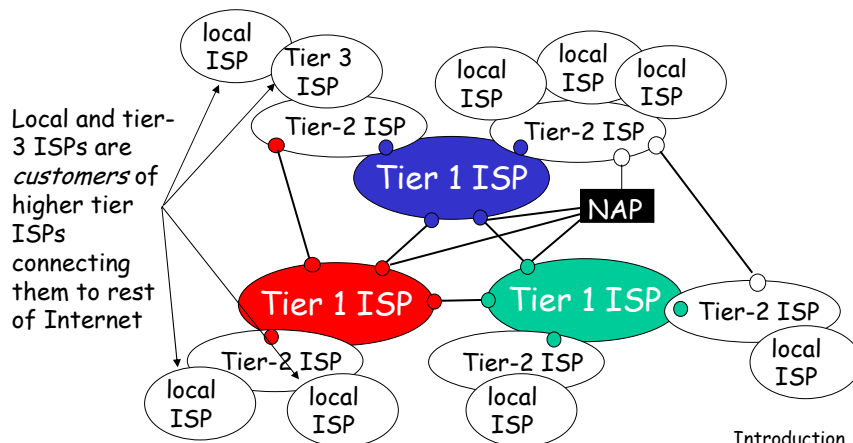 local
ISP
Tier 3
ISP
local
ISP
local
ISP
local
ISP
Tier-2 ISP
Tier-2 ISP
Local and tier-
3 ISPs are
customers of
higher tier
ISPs
connecting
them to rest
of Internet
Tier 1 ISP
NAP
Tier 1 ISP
Tier 1 ISP
Tier-2 ISP
Tier-2 ISP
Tier-2 ISP
local
ISP
local
ISP
local
ISP
local
ISP
Introduction